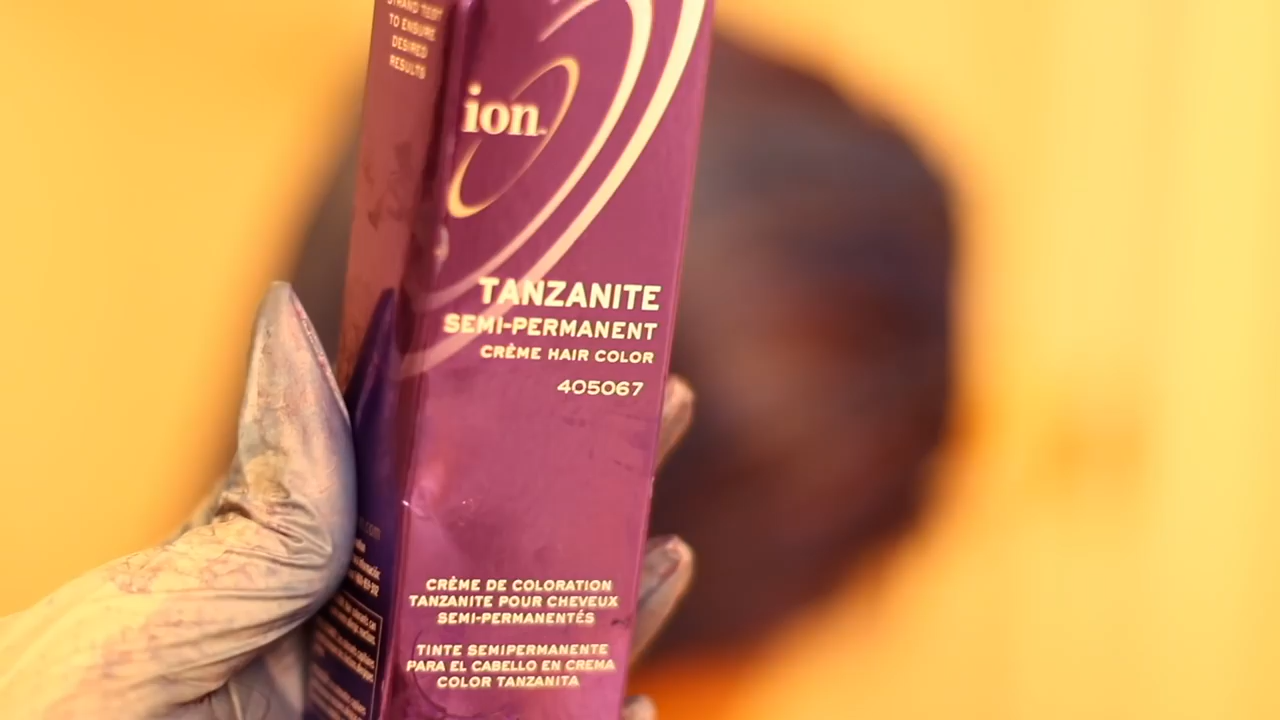 STRAND TEST
TO ENSURE
DESIRED
RESULTS
ion
TANZANITE
SEMI-PERMANENT
CRÈME HAIR COLOR
405067
CRÈME DE COLORATION
TANZANITE POUR CHEVEUX
SEMI-PERMANENTÉS
TINTE SEMIPERMANENTE
PARA EL CABELLO EN CREMA
COLOR TANZANITA